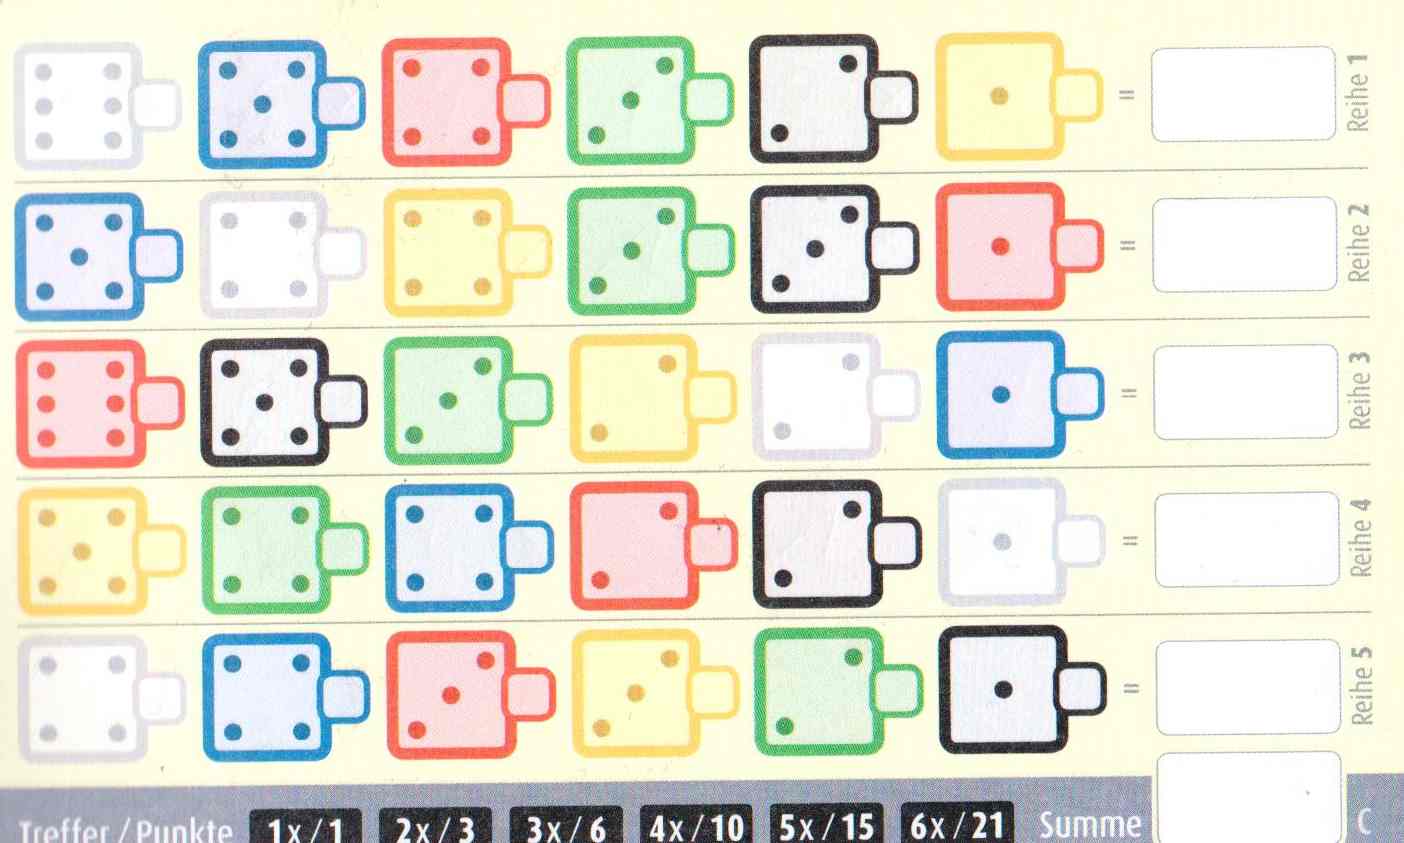 = Reihe 1
= Reihe 2
= Reihe 3
= Reihe 4
= Reihe 5
Treffer / Punkte 1x / 1 2x / 3 3x / 6 4x / 10 5x / 15 6x / 21 Summe C